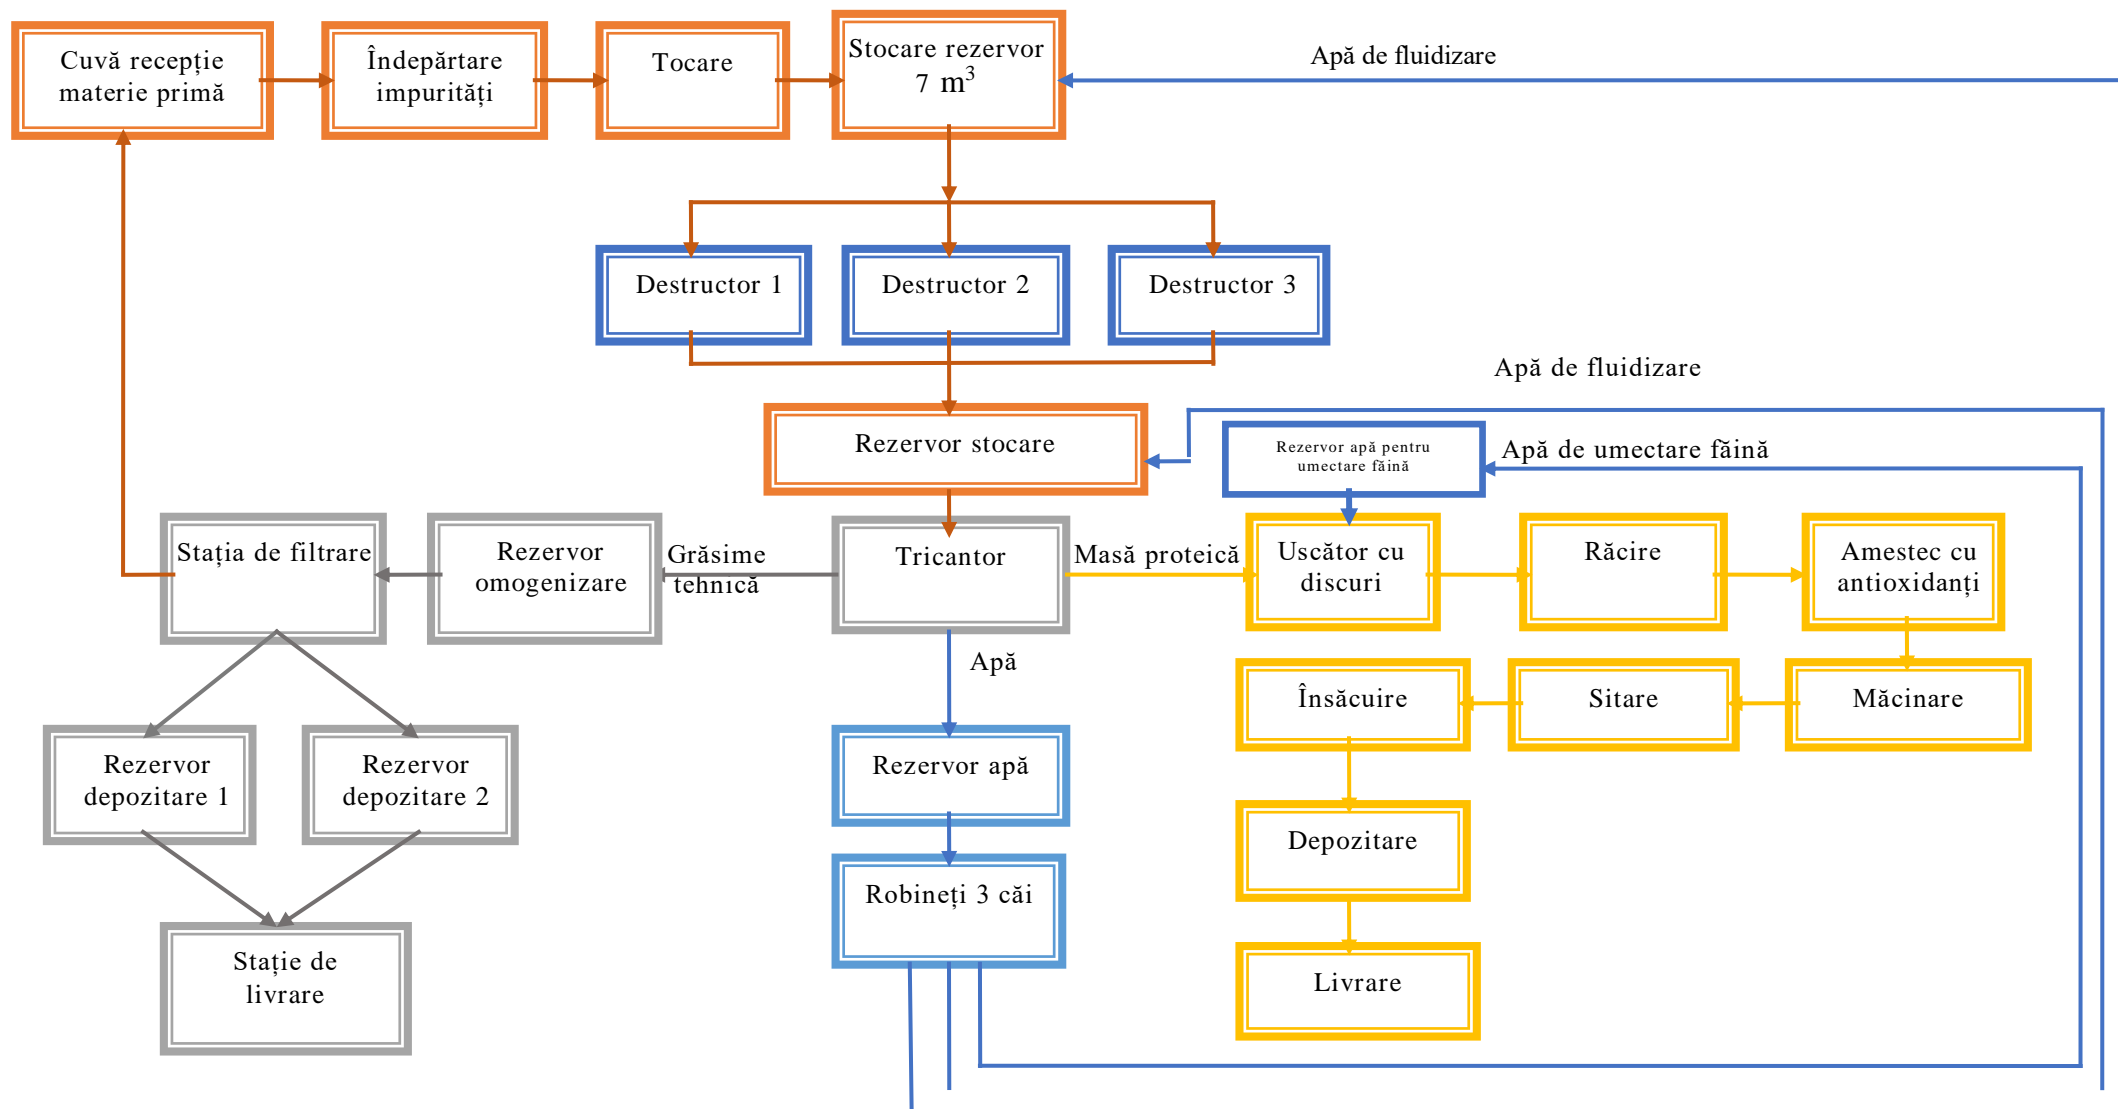 Cuvă recepție
materie primă
Îndepărtare
impurități
Tocare
Stocare rezervor
7 m³
Apă de fluidizare
Destructor 1
Destructor 2
Destructor 3
Apă de fluidizare
Rezervor stocare
Rezervor apă pentru
umectare făină
Apă de umectare făină
Stația de filtrare
Rezervor
omogenizare
Grăsime
tehnică
Tricantor
Masă proteică
Uscător cu
discuri
Răcire
Amestec cu
antioxidanți
Apă
Însăcuire
Sitare
Măcinare
Rezervor
depozitare 1
Rezervor
depozitare 2
Rezervor apă
Depozitare
Robineți 3 căi
Stație de
livrare
Livrare